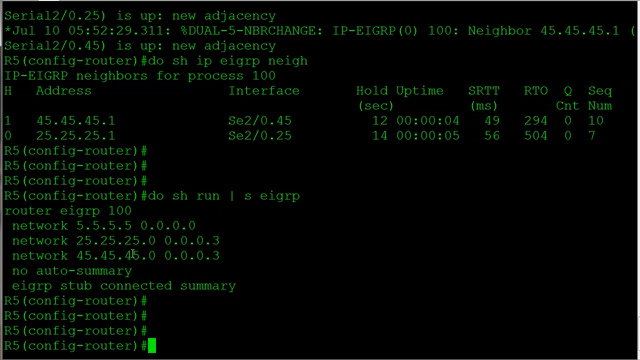 Serial2/0.25) is up: new adjacency
*Jul 10 05:52:29.311: %DUAL-5-NBRCHANGE: IP-EIGRP(0) 100: Neighbor 45.45.45.1 (
Serial2/0.45) is up: new adjacency
R5(config-router)#do sh ip eigrp neigh
IP-EIGRP neighbors for process 100
H   Address                 Interface       Hold Uptime   SRTT   RTO  Q  Seq
                                            (sec)         (ms)       Cnt Num
1   45.45.45.1              Se2/0.45          12 00:00:04   49   294  0  10
0   25.25.25.1              Se2/0.25          14 00:00:05   56   504  0  7
R5(config-router)#
R5(config-router)#
R5(config-router)#
R5(config-router)#do sh run | s eigrp
router eigrp 100
 network 5.5.5.5 0.0.0.0
 network 25.25.25.0 0.0.0.3
 network 45.45.45.0 0.0.0.3
 no auto-summary
 eigrp stub connected summary
R5(config-router)#
R5(config-router)#
R5(config-router)#
R5(config-router)#